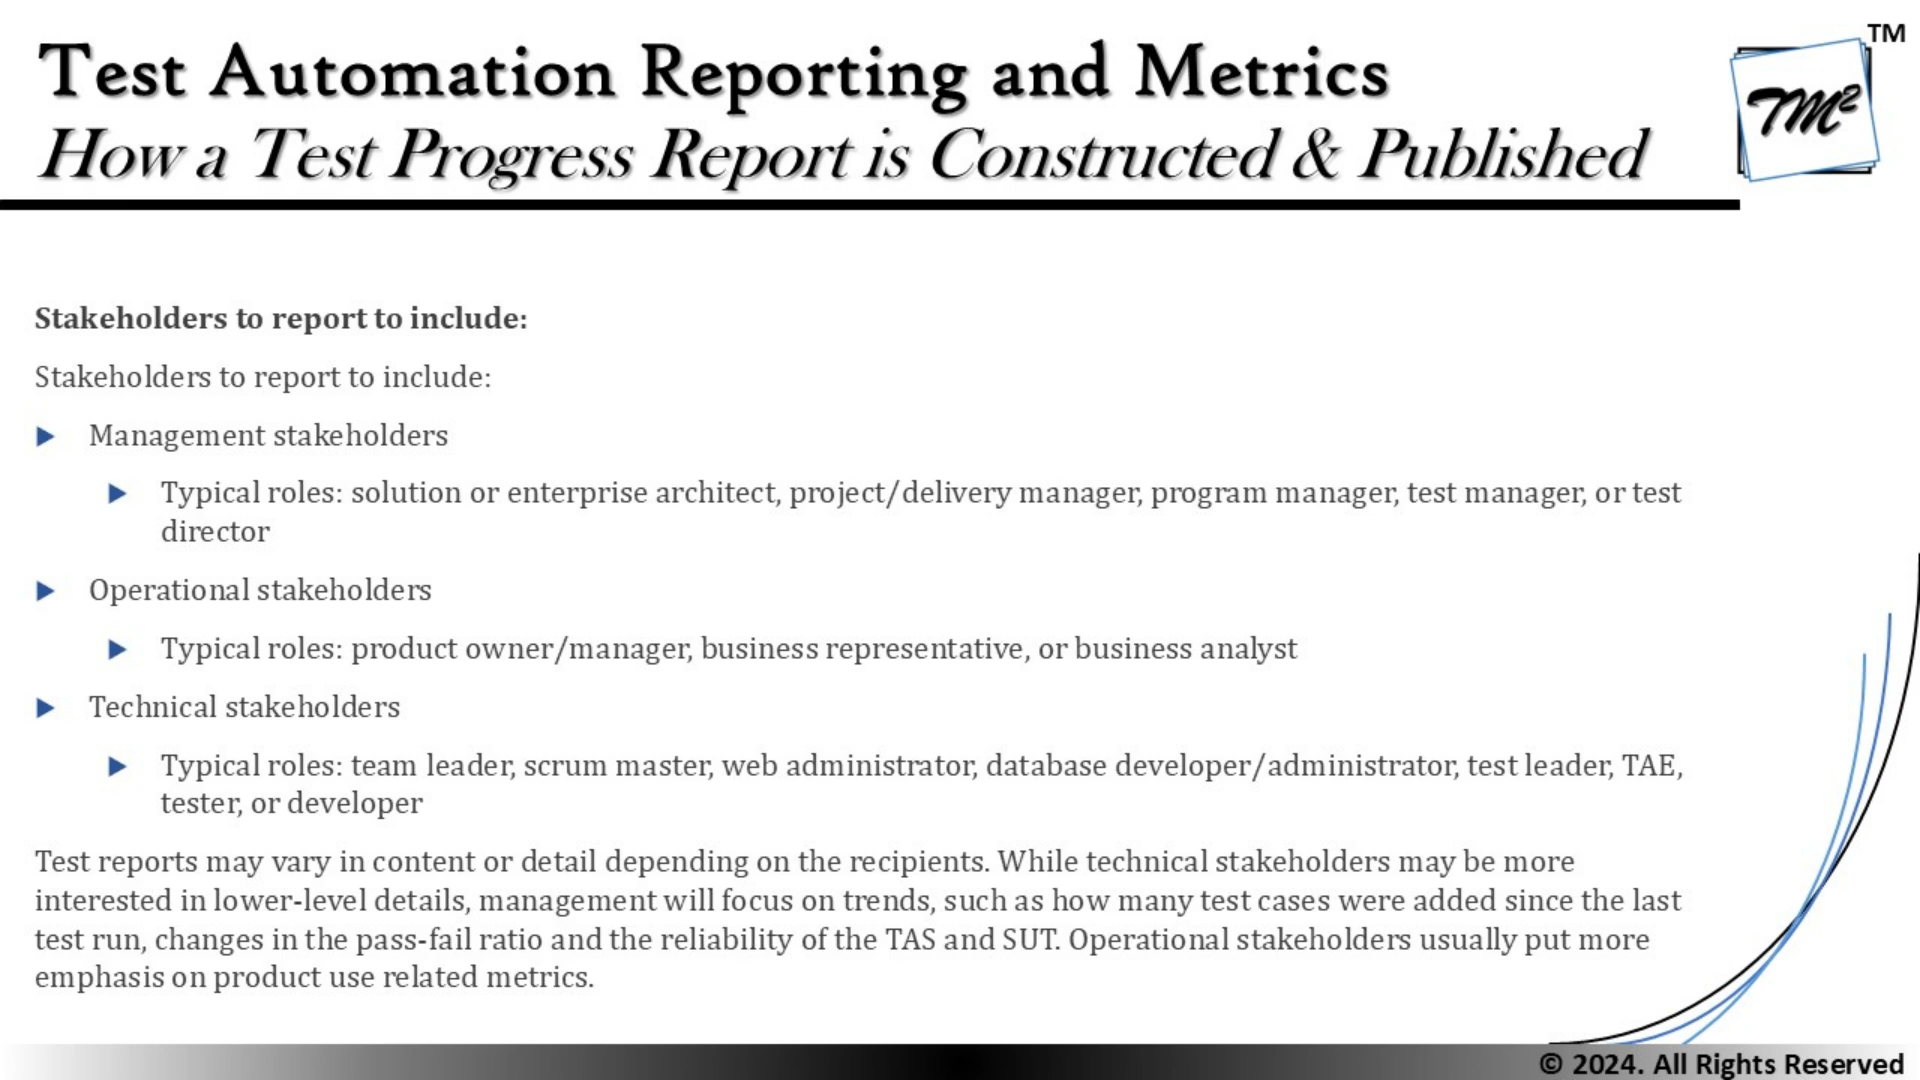 Test Automation Reporting and Metrics
How a Test Progress Report is Constructed & Published
TM
TM²
Stakeholders to report to include:
Stakeholders to report to include:
Management stakeholders
Typical roles: solution or enterprise architect, project/delivery manager, program manager, test manager, or test
director
Operational stakeholders
Typical roles: product owner/manager, business representative, or business analyst
Technical stakeholders
Typical roles: team leader, scrum master, web administrator, database developer/administrator, test leader, TAE,
tester, or developer
Test reports may vary in content or detail depending on the recipients. While technical stakeholders may be more
interested in lower-level details, management will focus on trends, such as how many test cases were added since the last
test run, changes in the pass-fail ratio and the reliability of the TAS and SUT. Operational stakeholders usually put more
emphasis on product use related metrics.
© 2024. All Rights Reserved